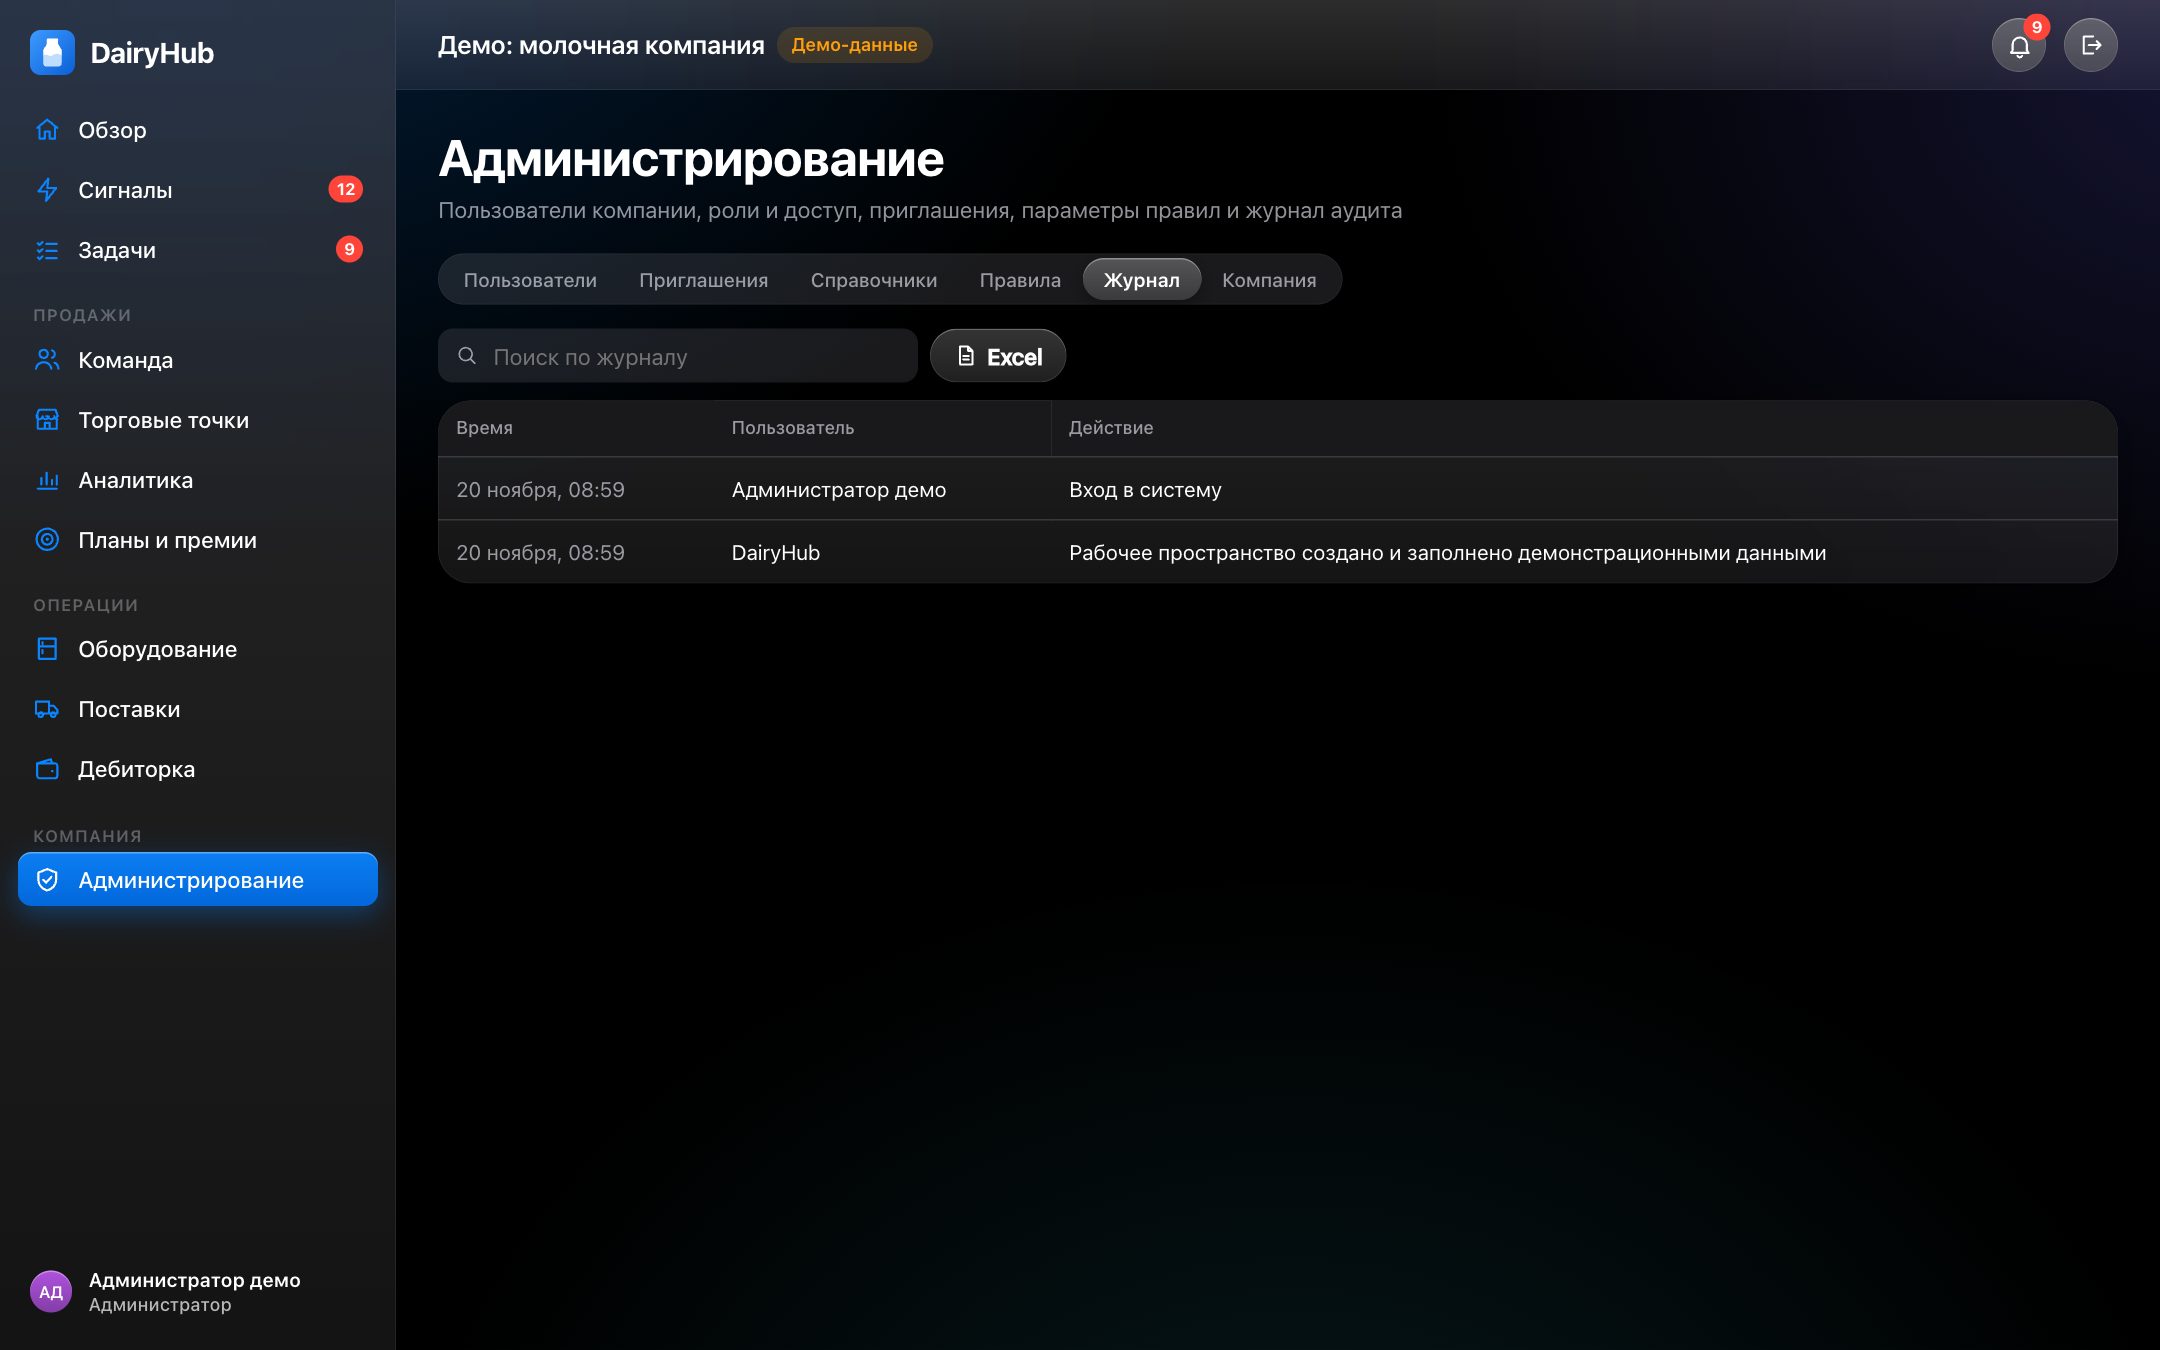 DairyHub
Обзор
Сигналы 12
Задачи 9
ПРОДАЖИ
Команда
Торговые точки
Аналитика
Планы и премии
ОПЕРАЦИИ
Оборудование
Поставки
Дебиторка
КОМПАНИЯ
Администрирование
АД
Администратор демо
Администратор
Демо: молочная компания Демо-данные 9
Администрирование
Пользователи компании, роли и доступ, приглашения, параметры правил и журнал аудита
Пользователи Приглашения Справочники Правила Журнал Компания
Поиск по журналу Excel
Время Пользователь Действие
20 ноября, 08:59 Администратор демо Вход в систему
20 ноября, 08:59 DairyHub Рабочее пространство создано и заполнено демонстрационными данными